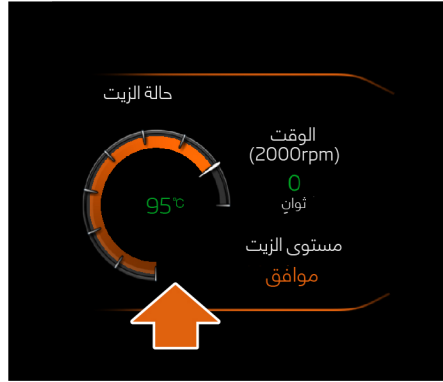 حالة الزيت
الوقت
(2000rpm)
0
ثوانٍ
95°C
مستوى الزيت
موافق